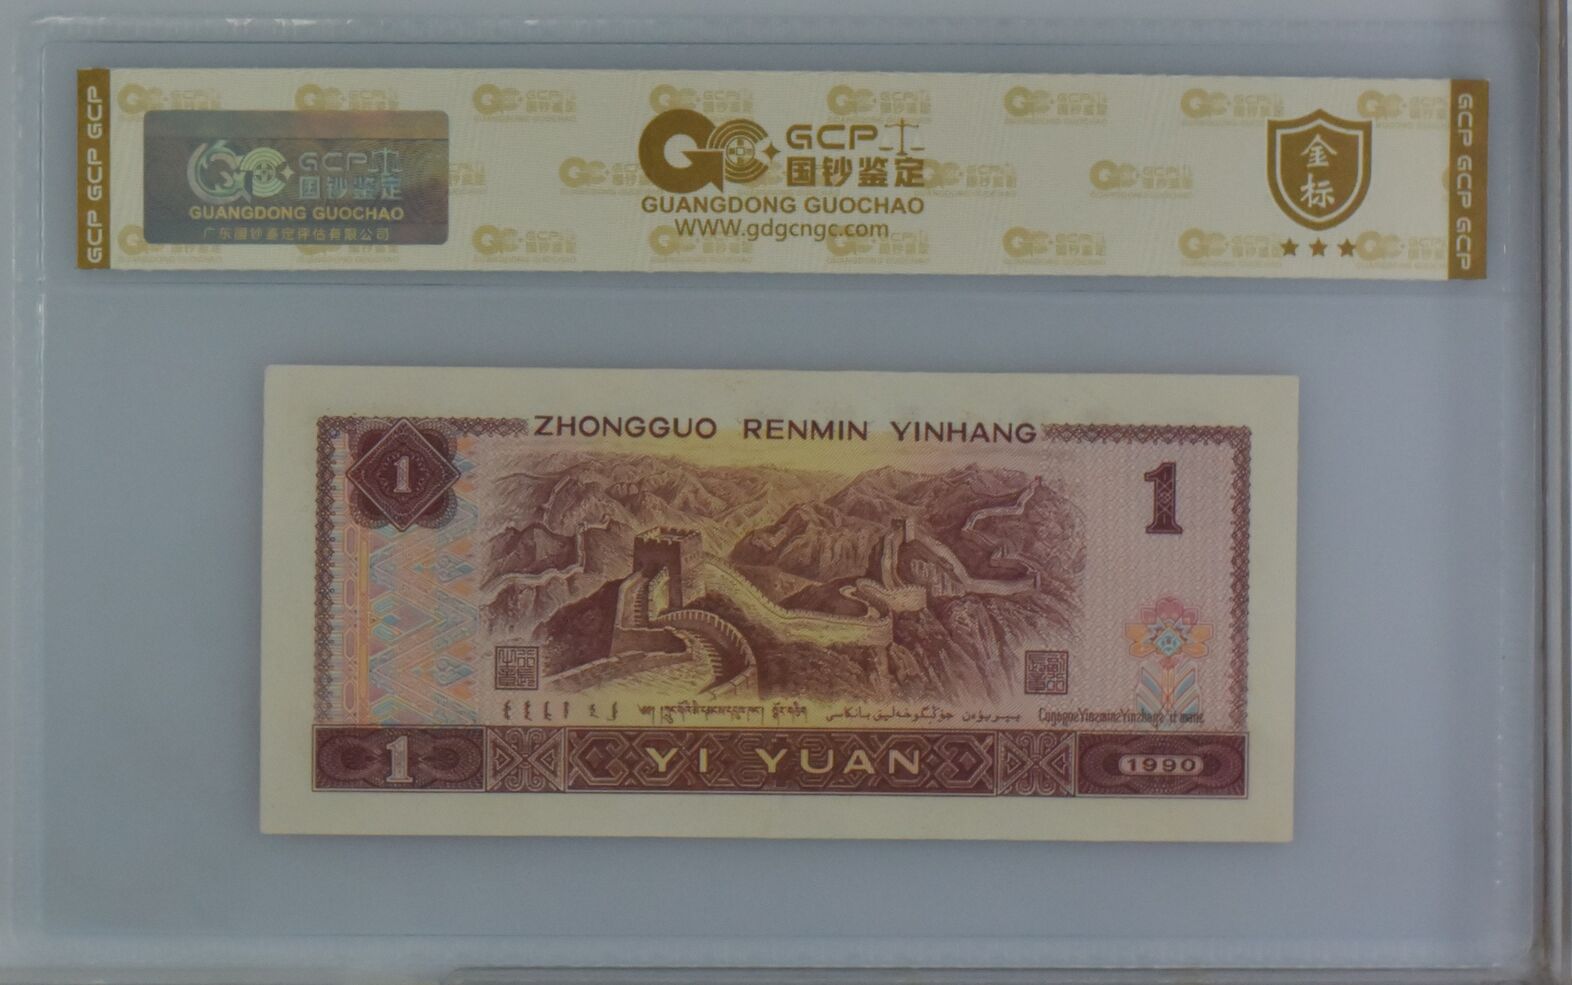 GCP GCP GCP
GCP
国钞鉴定
GUANGDONG GUOCHAO
广东國钞鉴定评估有限公司
GCP
国钞鉴定
GUANGDONG GUOCHAO
WWW.gdgcngc.com
金
标
GCP GCP GCP
ZHONGGUO RENMIN YINHANG
1
1
YI YUAN
1
1990